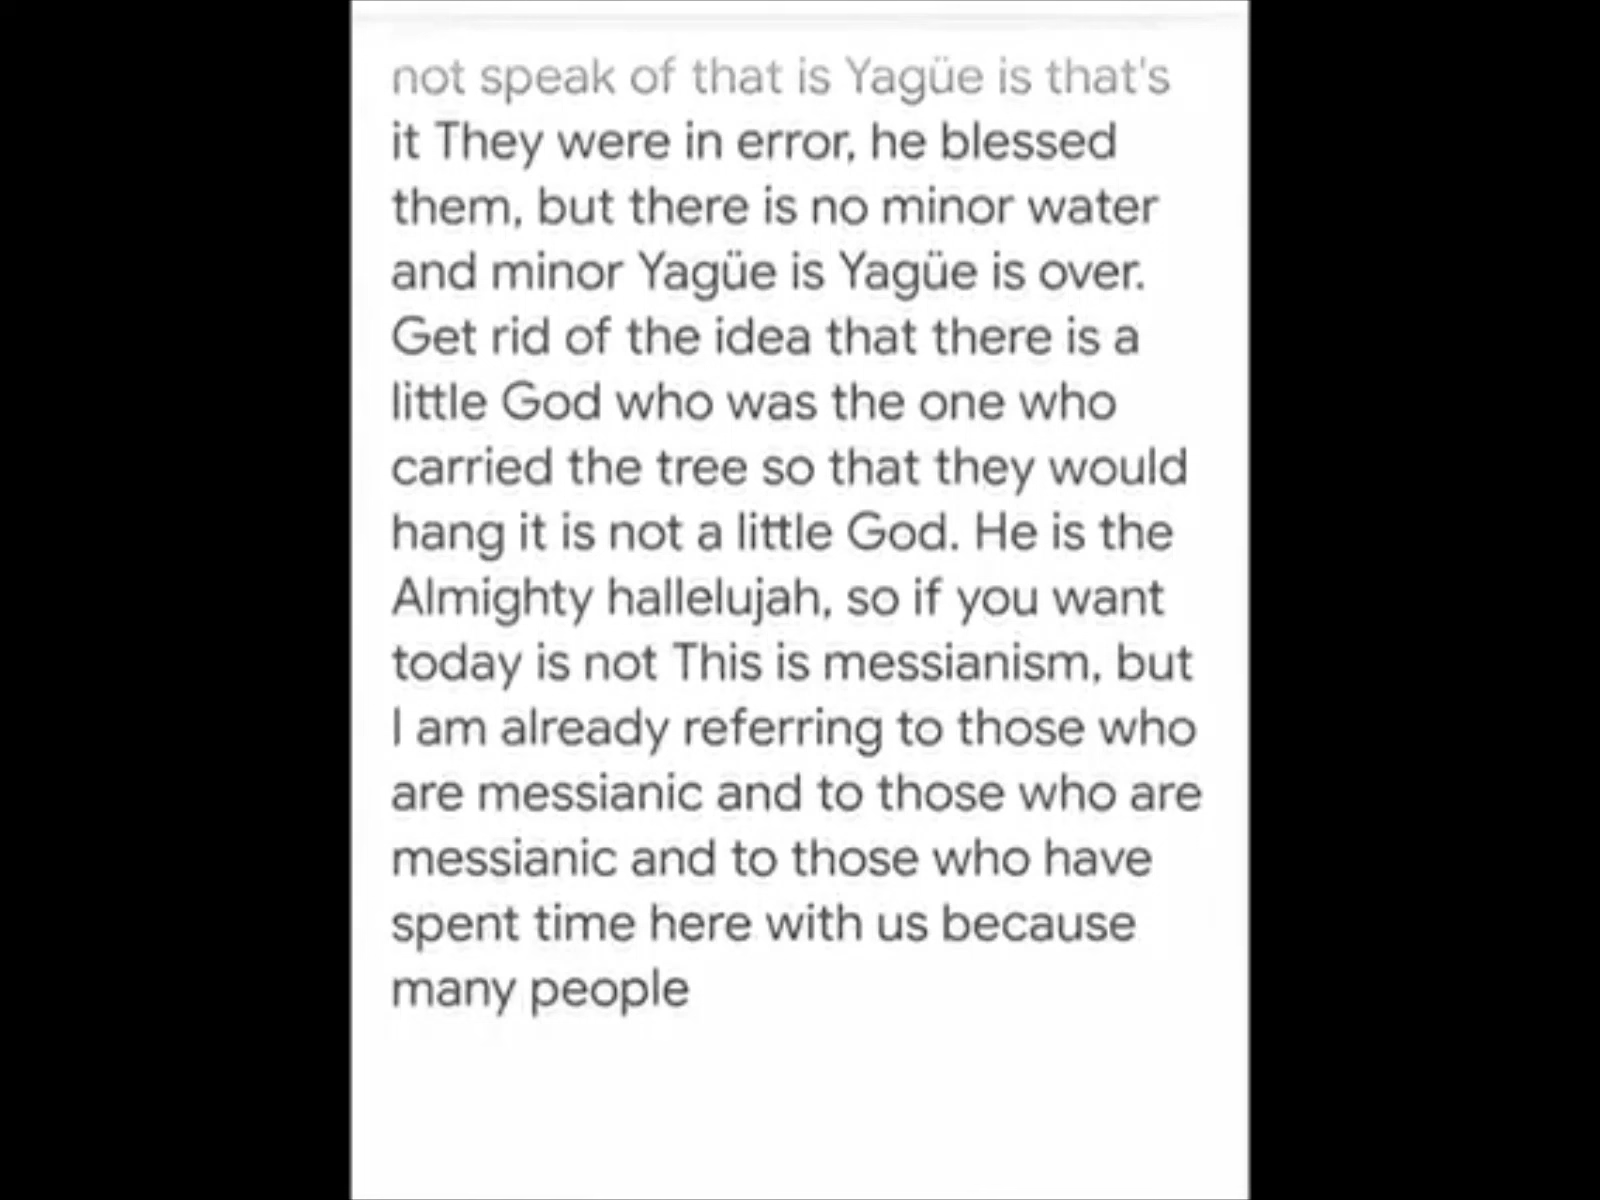 not speak of that is Yagüe is that's
it They were in error, he blessed
them, but there is no minor water
and minor Yagüe is Yagüe is over.
Get rid of the idea that there is a
little God who was the one who
carried the tree so that they would
hang it is not a little God. He is the
Almighty hallelujah, so if you want
today is not This is messianism, but
I am already referring to those who
are messianic and to those who are
messianic and to those who have
spent time here with us because
many people